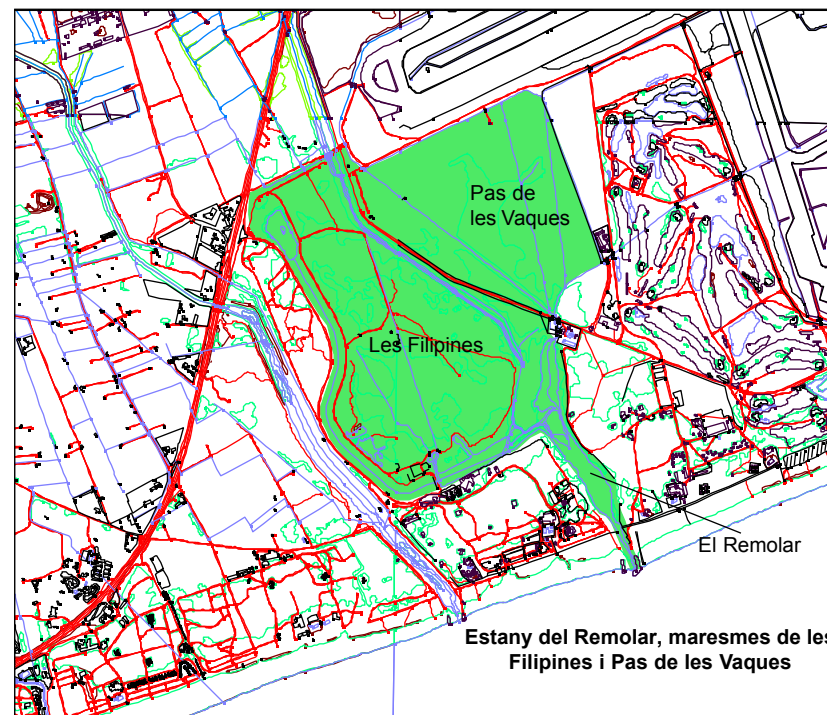 Pas de
les Vaques
Les Filipines
El Remolar
Estany del Remolar, maresmes de les
Filipines i Pas de les Vaques